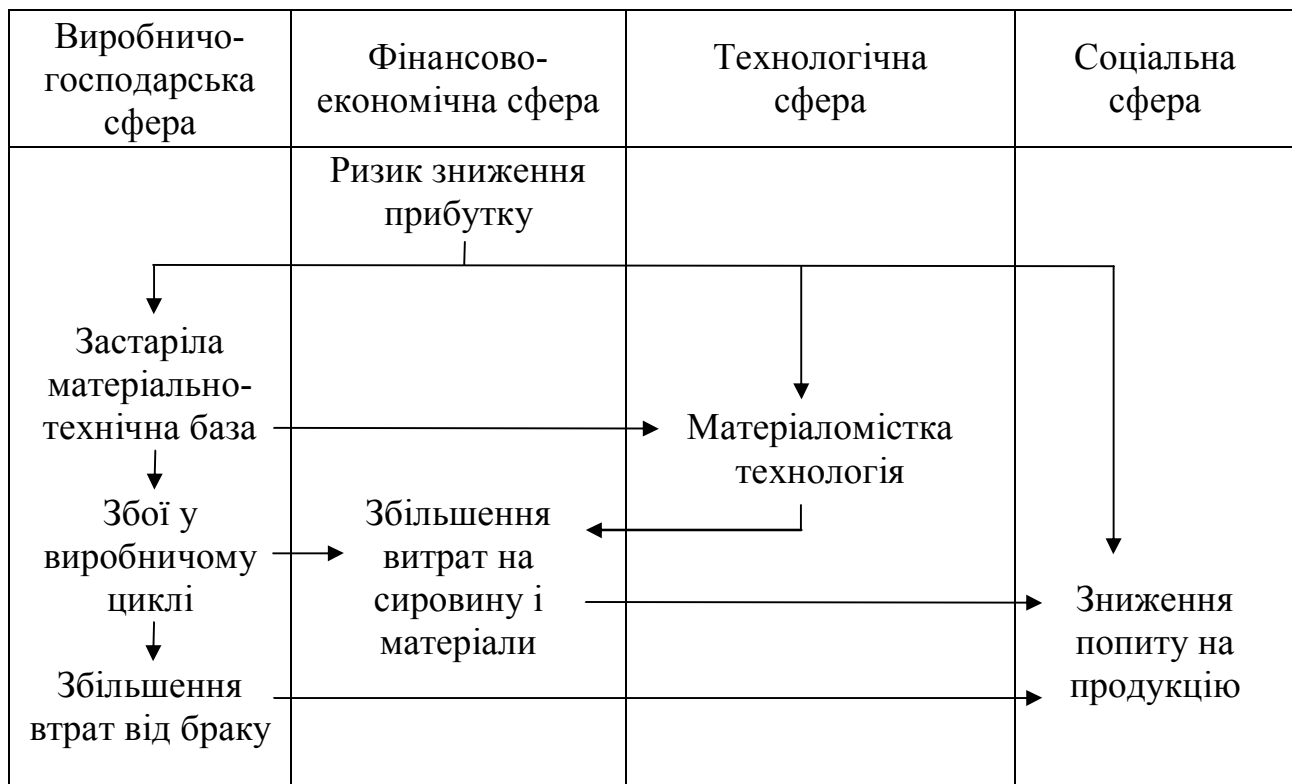 Виробничо-
господарська
сфера
Фінансово-
економічна сфера
Технологічна
сфера
Соціальна
сфера
Ризик зниження
прибутку
Застаріла
матеріально-
технічна база
Матеріаломістка
технологія
Збої у
виробничому
циклі
Збільшення
витрат на
сировину і
матеріали
Зниження
попиту на
продукцію
Збільшення
втрат від браку